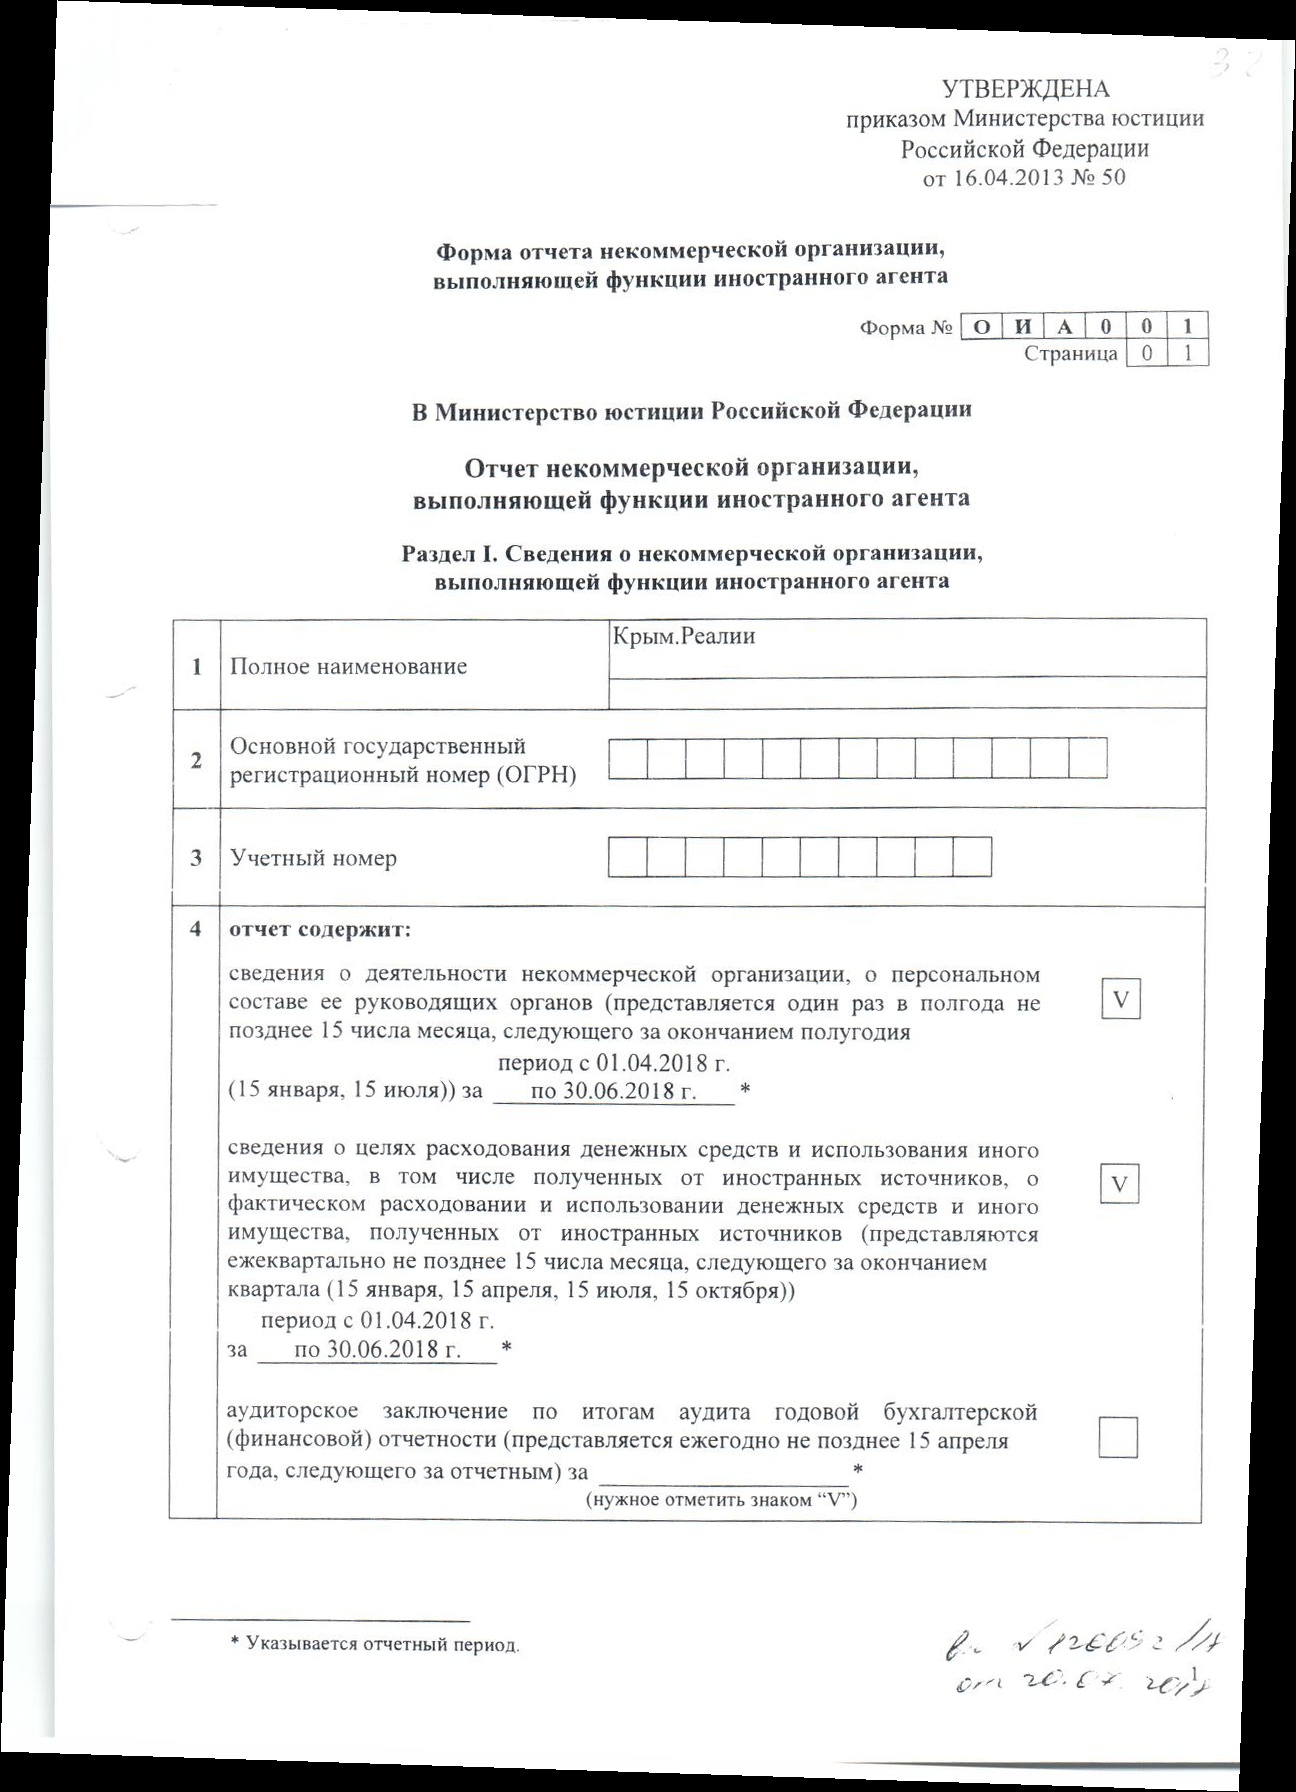 УТВЕРЖДЕНА
приказом Министерства юстиции
Российской Федерации
от 16.04.2013 № 50
Форма отчета некоммерческой организации,
выполняющей функции иностранного агента
Форма № О И А 0 0 1
Страница 0 1
В Министерство юстиции Российской Федерации
Отчет некоммерческой организации,
выполняющей функции иностранного агента
Раздел I. Сведения о некоммерческой организации,
выполняющей функции иностранного агента
Крым.Реалии
1 Полное наименование
2 Основной государственный
регистрационный номер (ОГРН)
3 Учетный номер
4 отчет содержит:
сведения о деятельности некоммерческой организации, о персональном
составе ее руководящих органов (представляется один раз в полгода не
позднее 15 числа месяца, следующего за окончанием полугодия
V
период с 01.04.2018 г.
(15 января, 15 июля)) за по 30.06.2018 г. *
сведения о целях расходования денежных средств и использования иного
имущества, в том числе полученных от иностранных источников, о
фактическом расходовании и использовании денежных средств и иного
имущества, полученных от иностранных источников (представляются
ежеквартально не позднее 15 числа месяца, следующего за окончанием
квартала (15 января, 15 апреля, 15 июля, 15 октября))
V
период с 01.04.2018 г.
за по 30.06.2018 г. *
аудиторское заключение по итогам аудита годовой бухгалтерской
(финансовой) отчетности (представляется ежегодно не позднее 15 апреля
года, следующего за отчетным) за *
(нужное отметить знаком “V”)
* Указывается отчетный период.
от 20.07.2018
1